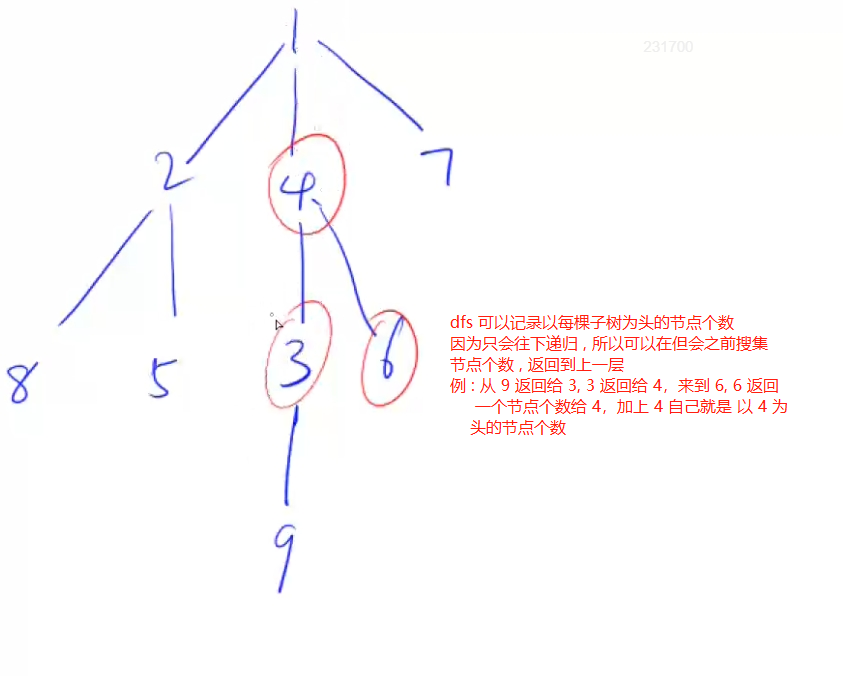 1
231700
2
4
7
dfs 可以记录以每棵子树为头的节点个数
因为只会往下递归 , 所以可以在但会之前搜集
节点个数 , 返回到上一层
例 : 从 9 返回给 3, 3 返回给 4，来到 6, 6 返回
一个节点个数给 4，加上 4 自己就是 以 4 为
头的节点个数
8
5
3
6
9